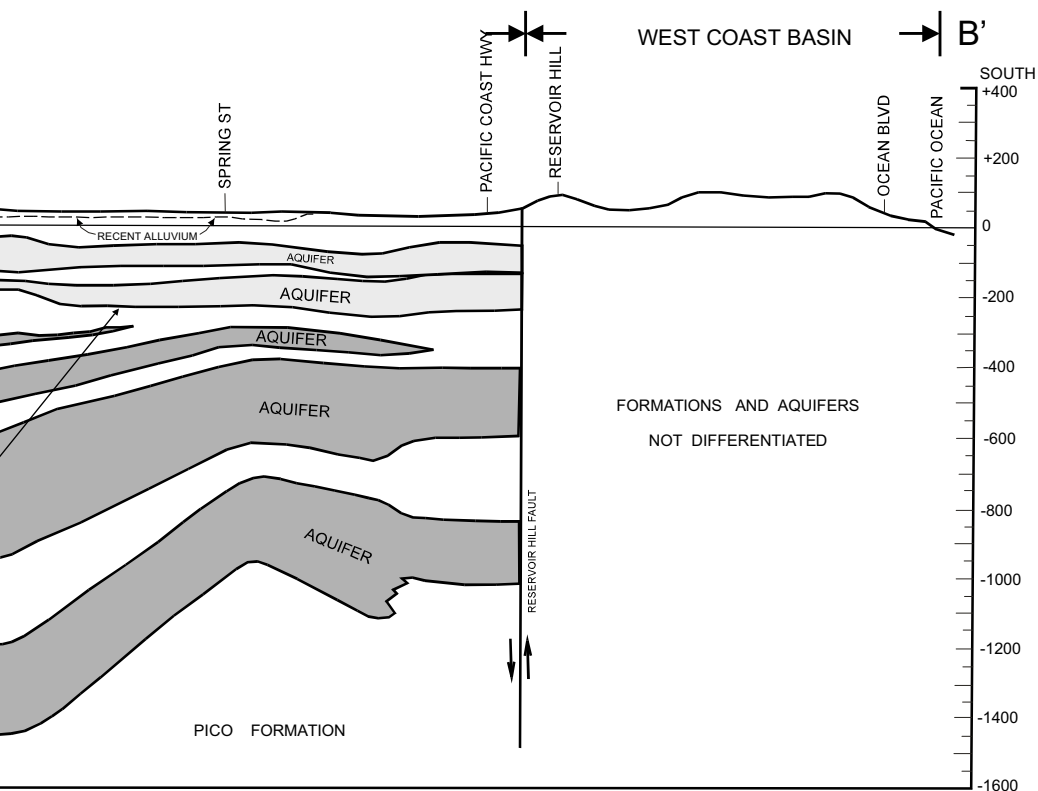 WEST COAST BASIN
B’
SOUTH
SPRING ST
PACIFIC COAST HWY
RESERVOIR HILL
OCEAN BLVD
PACIFIC OCEAN
+400
+200
0
-200
-400
-600
-800
-1000
-1200
-1400
-1600
RECENT ALLUVIUM
AQUIFER
AQUIFER
AQUIFER
AQUIFER
AQUIFER
FORMATIONS AND AQUIFERS
NOT DIFFERENTIATED
RESERVOIR HILL FAULT
PICO FORMATION